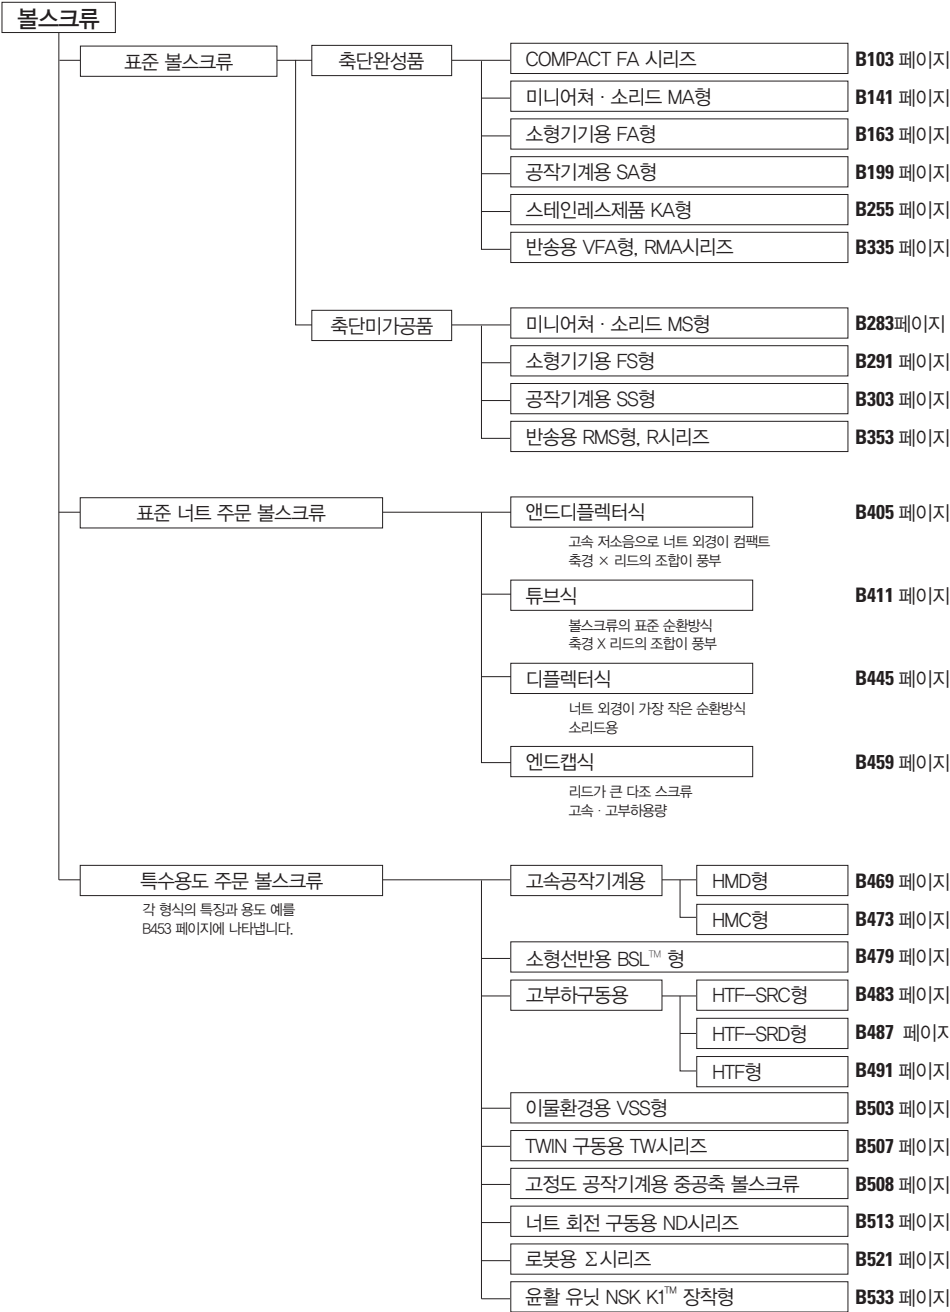 볼스크류
표준 볼스크류
축단완성품
COMPACT FA 시리즈 B103 페이지
미니어쳐 · 소리드 MA형 B141 페이지
소형기기용 FA형 B163 페이지
공작기계용 SA형 B199 페이지
스테인레스제품 KA형 B255 페이지
반송용 VFA형, RMA시리즈 B335 페이지
축단미가공품
미니어쳐 · 소리드 MS형 B283페이지
소형기기용 FS형 B291 페이지
공작기계용 SS형 B303 페이지
반송용 RMS형, R시리즈 B353 페이지
표준 너트 주문 볼스크류
앤드디플렉터식 B405 페이지
고속 저소음으로 너트 외경이 컴팩트
축경 × 리드의 조합이 풍부
튜브식 B411 페이지
볼스크류의 표준 순환방식
축경 X 리드의 조합이 풍부
디플렉터식 B445 페이지
너트 외경이 가장 작은 순환방식
소리드용
엔드캡식 B459 페이지
리드가 큰 다조 스크류
고속 · 고부하용량
특수용도 주문 볼스크류
각 형식의 특징과 용도 예를
B453 페이지에 나타냅니다.
고속공작기계용
HMD형 B469 페이지
HMC형 B473 페이지
소형선반용 BSL™ 형 B479 페이지
고부하구동용
HTF-SRC형 B483 페이지
HTF-SRD형 B487 페이지
HTF형 B491 페이지
이물환경용 VSS형 B503 페이지
TWIN 구동용 TW시리즈 B507 페이지
고정도 공작기계용 중공축 볼스크류 B508 페이지
너트 회전 구동용 ND시리즈 B513 페이지
로봇용 Σ시리즈 B521 페이지
윤활 유닛 NSK K1™ 장착형 B533 페이지